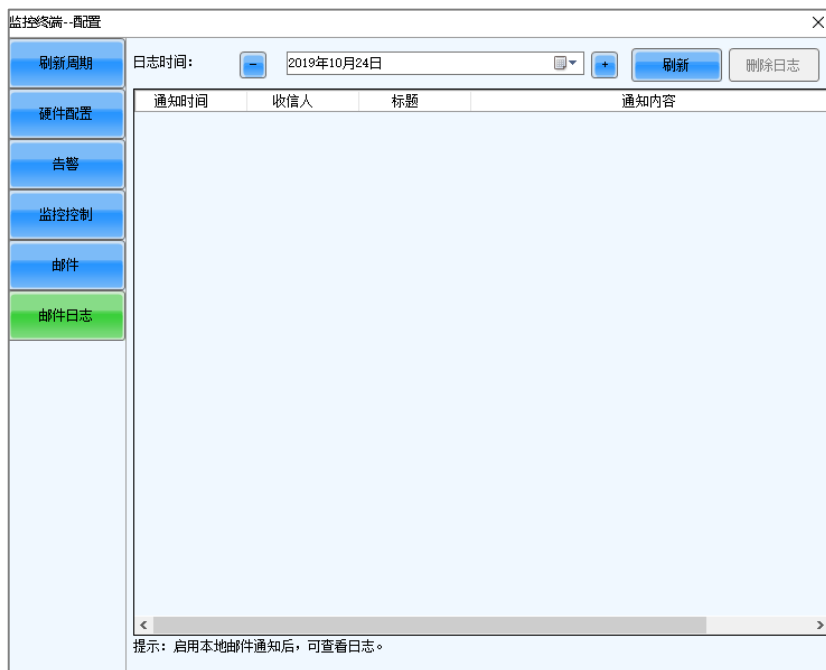 监控终端--配置
刷新周期
硬件配置
告警
监控控制
邮件
邮件日志
日志时间: - 2019年10月24日 + 刷新 删除日志
通知时间 收信人 标题 通知内容
提示: 启用本地邮件通知后，可查看日志。